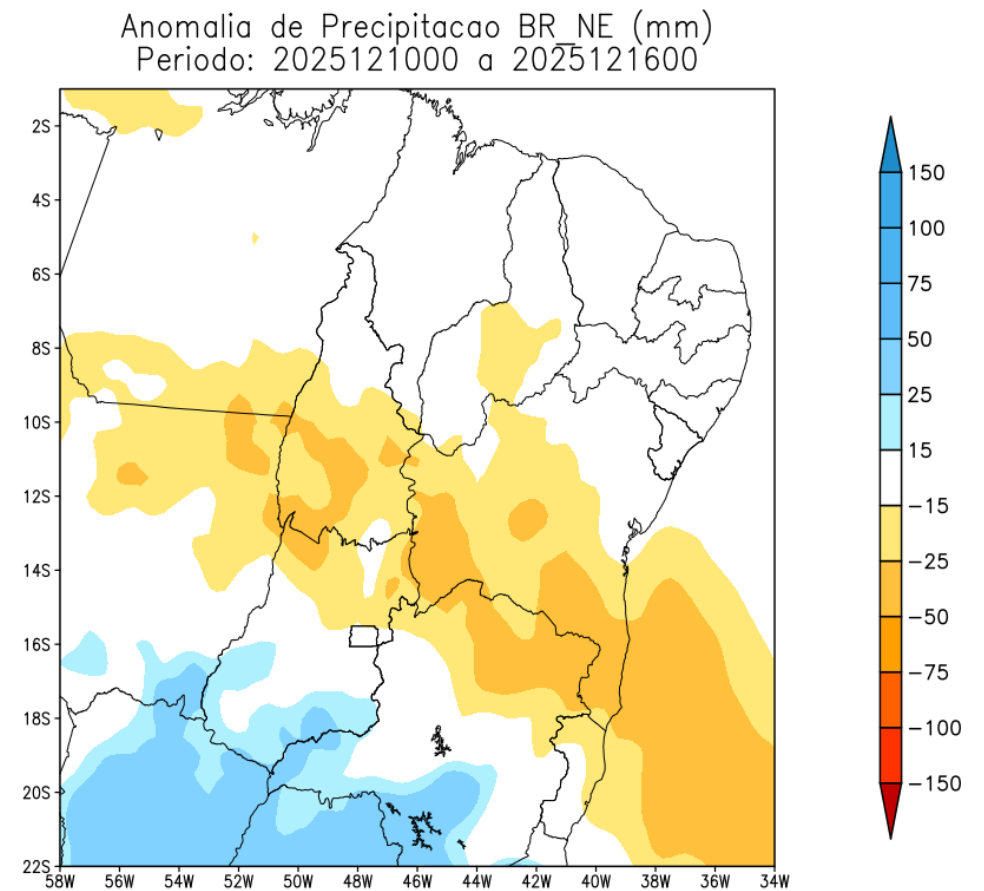 Anomalia de Precipitacao BR_NE (mm)
Periodo: 2025121000 a 2025121600
2S
4S
6S
8S
10S
12S
14S
16S
18S
20S
22S
58W 56W 54W 52W 50W 48W 46W 44W 42W 40W 38W 36W 34W
150
100
75
50
25
15
−15
−25
−50
−75
−100
−150